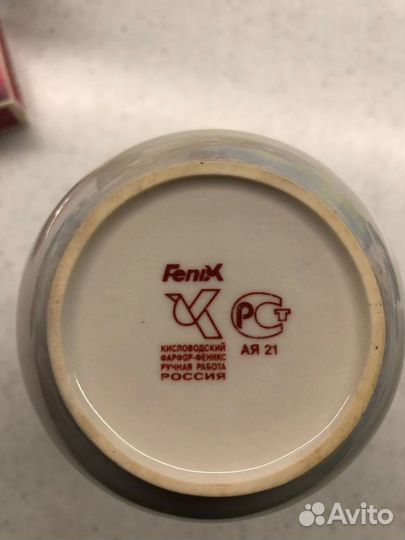 FeniX
РСТ
АЯ 21
КИСЛОВОДСКИЙ
ФАРФОР-ФЕНИКС
РУЧНАЯ РАБОТА
РОССИЯ
Avito